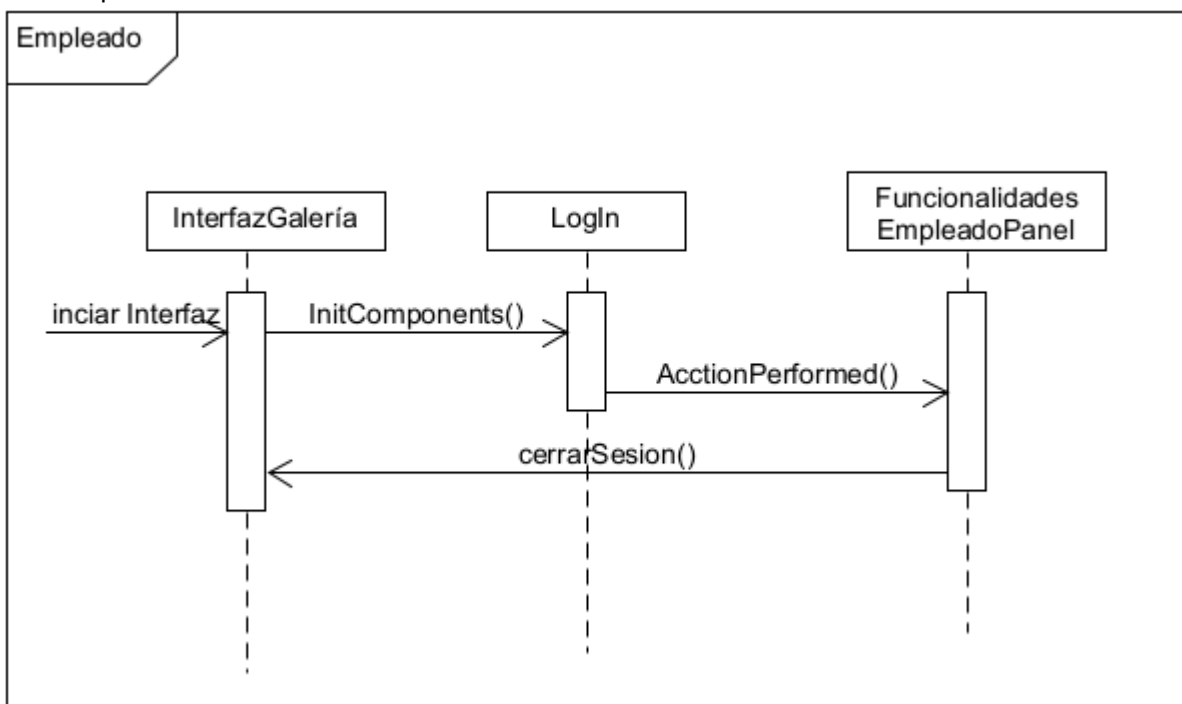 Empleado
InterfazGalería
LogIn
Funcionalidades
EmpleadoPanel
inciar Interfaz
InitComponents()
AcctionPerformed()
cerrarSesion()